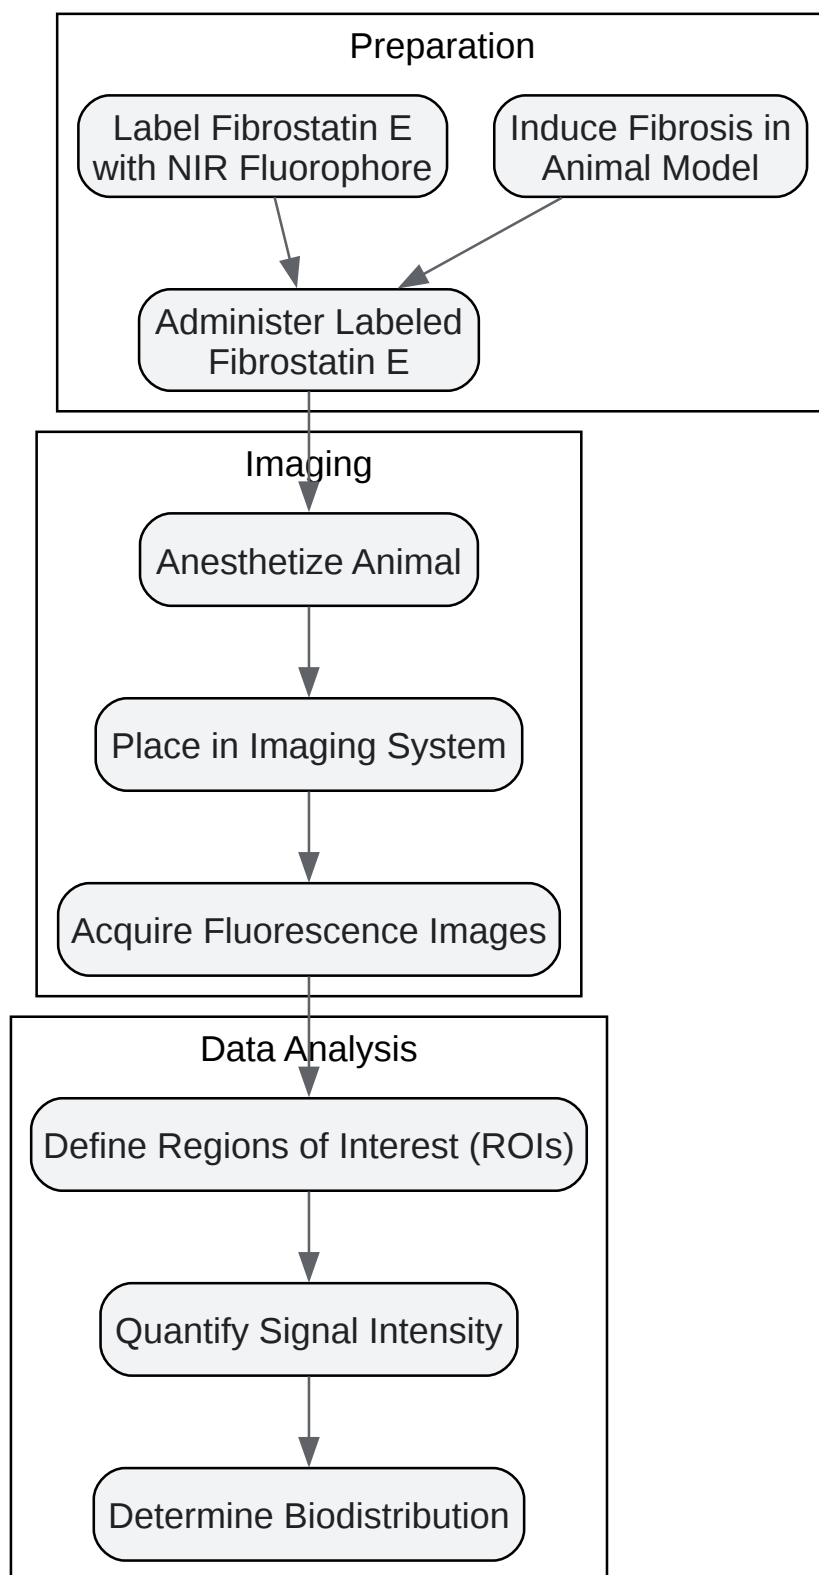 Preparation
Label Fibrostatin E
with NIR Fluorophore
Induce Fibrosis in
Animal Model
Administer Labeled
Fibrostatin E
Imaging
Anesthetize Animal
Place in Imaging System
Acquire Fluorescence Images
Data Analysis
Define Regions of Interest (ROIs)
Quantify Signal Intensity
Determine Biodistribution